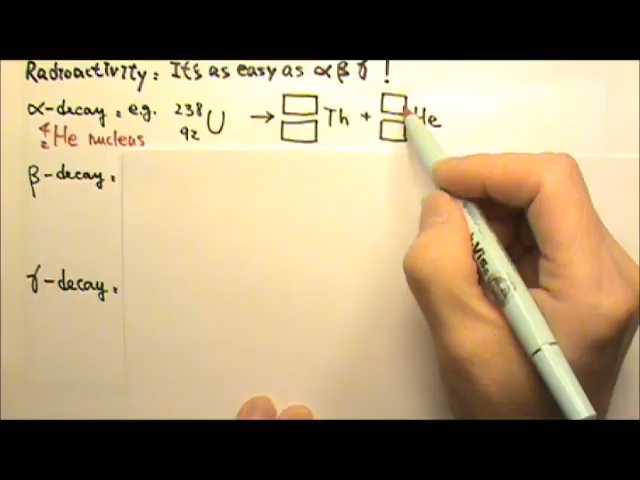 Radioactivity: It's as easy as α β γ !
α-decay: e.g. 238 92 U → Th + He
4 2 He nucleus
β-decay:
γ-decay: